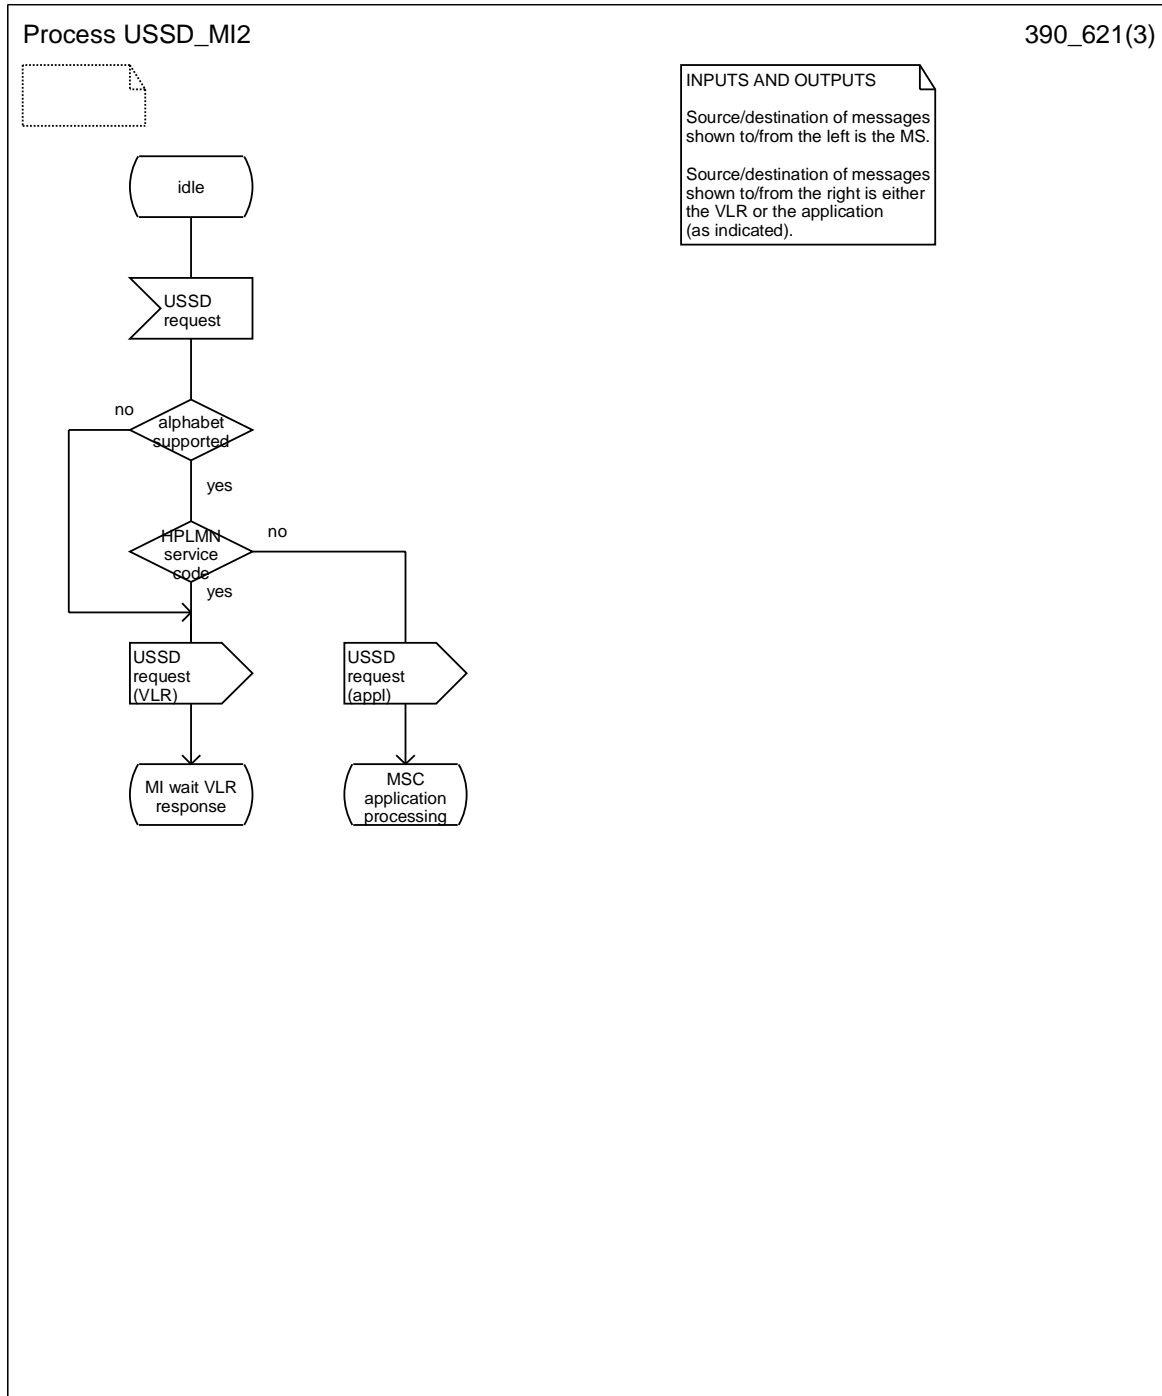 Process USSD_MI2
390_621(3)
INPUTS AND OUTPUTS
Source/destination of messages
shown to/from the left is the MS.
Source/destination of messages
shown to/from the right is either
the VLR or the application
(as indicated).
idle
USSD
request
no
alphabet
supported
yes
HPLMN
service
code
no
yes
USSD
request
(VLR)
USSD
request
(appl)
MI wait VLR
response
MSC
application
processing